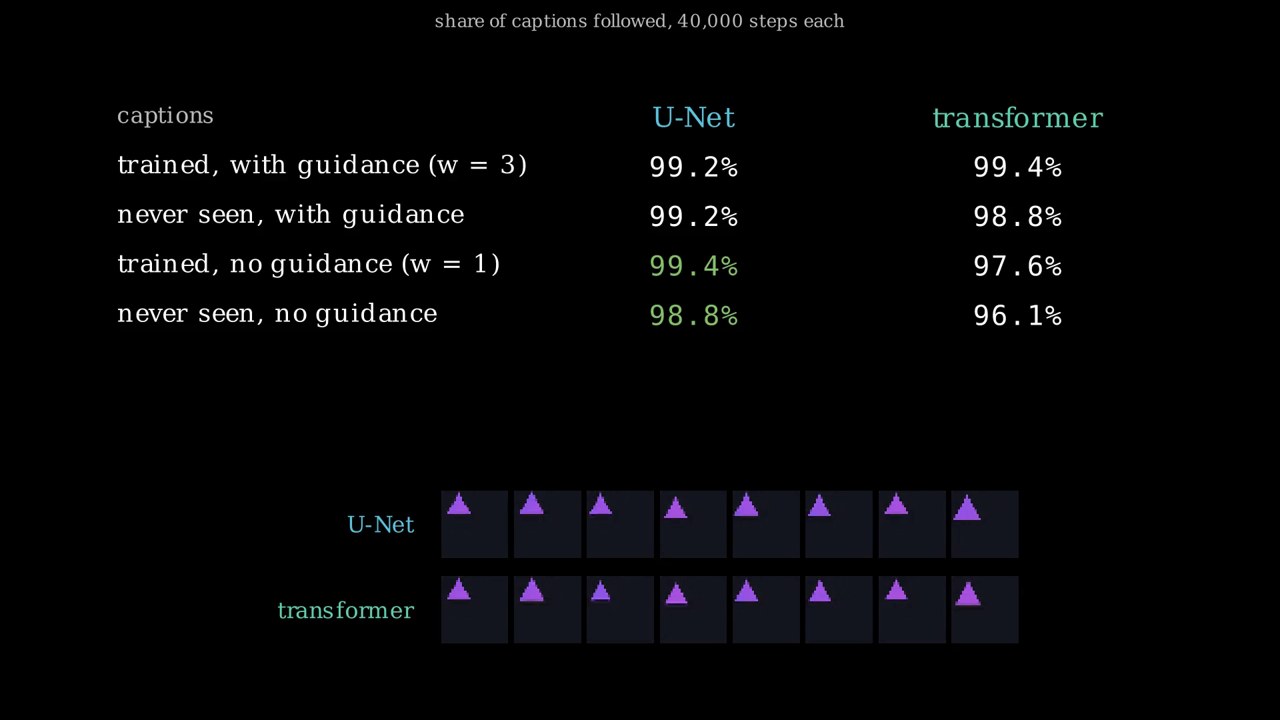 share of captions followed, 40,000 steps each
captions U-Net transformer
trained, with guidance (w = 3) 99.2% 99.4%
never seen, with guidance 99.2% 98.8%
trained, no guidance (w = 1) 99.4% 97.6%
never seen, no guidance 98.8% 96.1%
U-Net
transformer